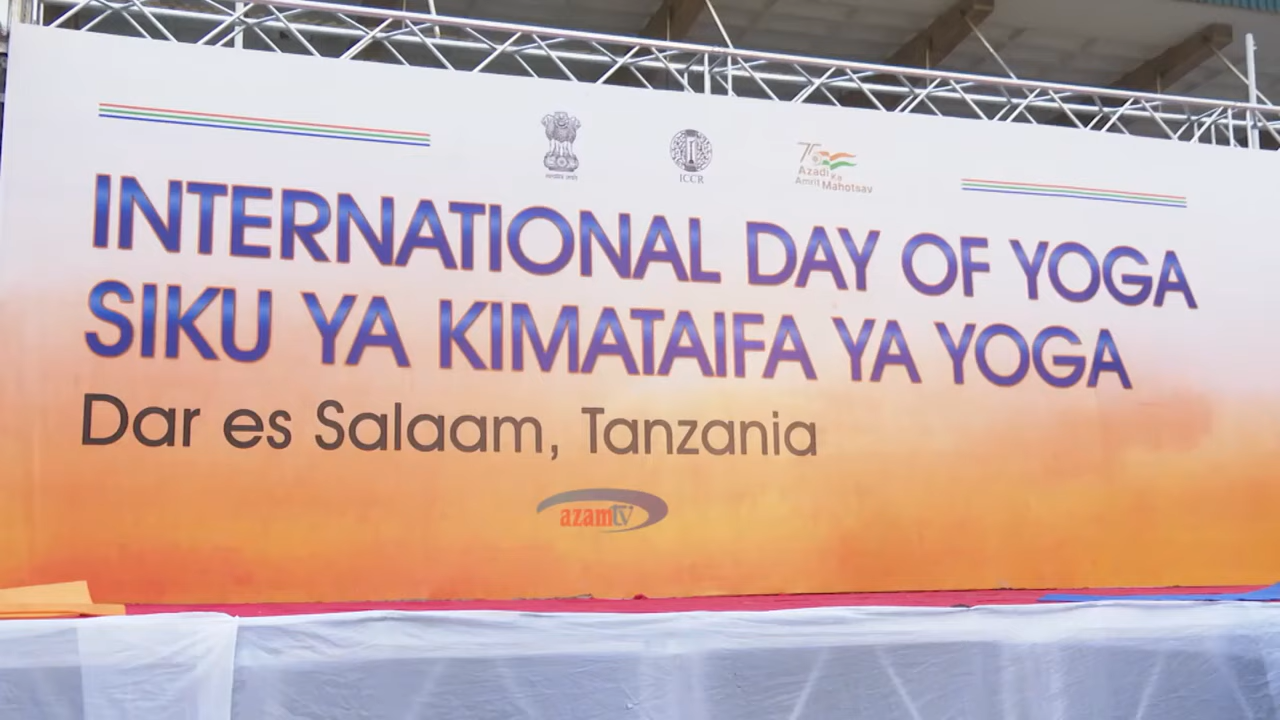 ICCR
75
Azadi Ka
Amrit Mahotsav
INTERNATIONAL DAY OF YOGA
SIKU YA KIMATAIFA YA YOGA
Dar es Salaam, Tanzania
azamtv